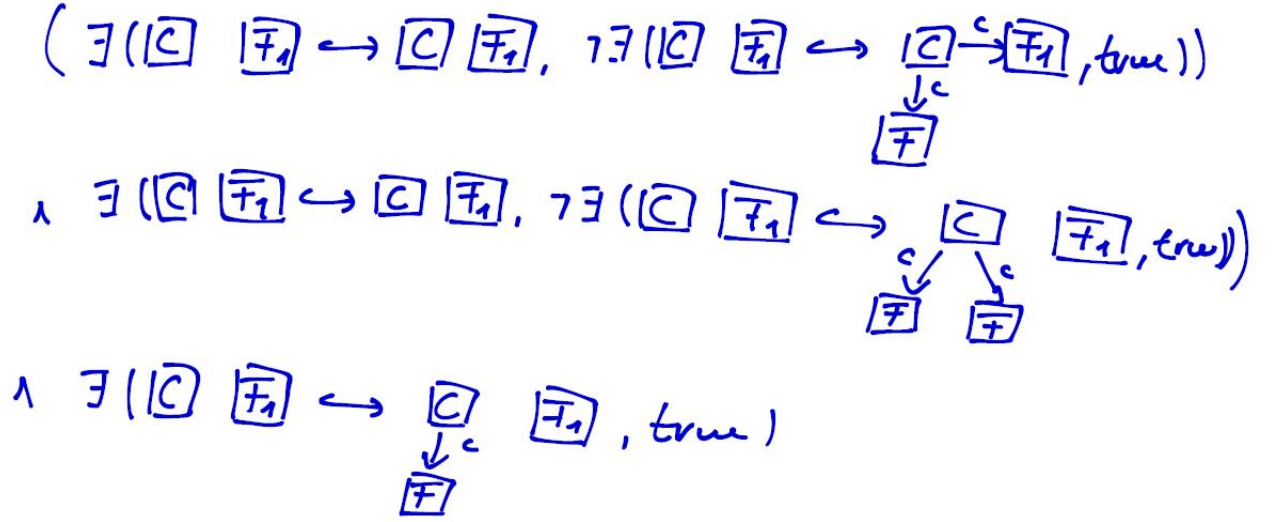 ( ∃( C F₁ ↪ C F₁, ¬∃( C F₁ ↪ C →c F₁, true))
↓c
F
∧ ∃( C F₁ ↪ C F₁, ¬∃( C F₁ ↪ C F₁, true)))
c c
F F
∧ ∃( C F₁ ↪ C F₁, true)
↓c
F